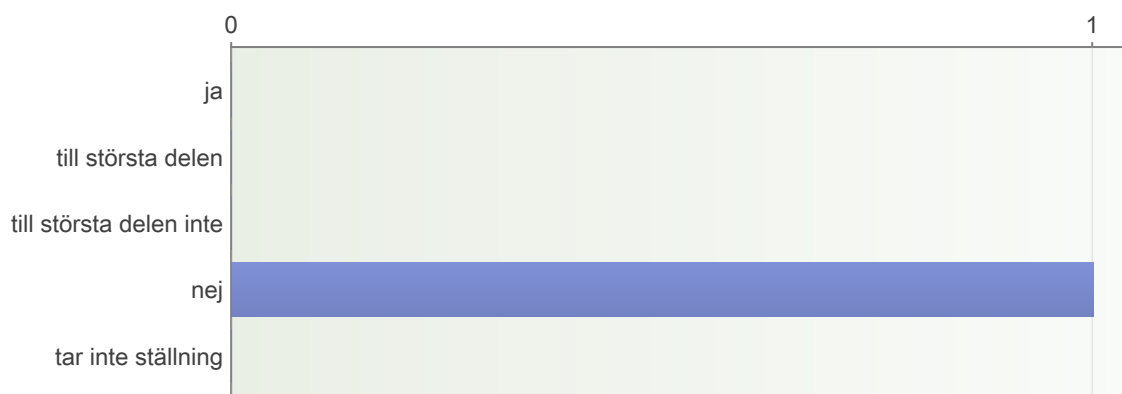 0 1
ja
till största delen
till största delen inte
nej
tar inte ställning